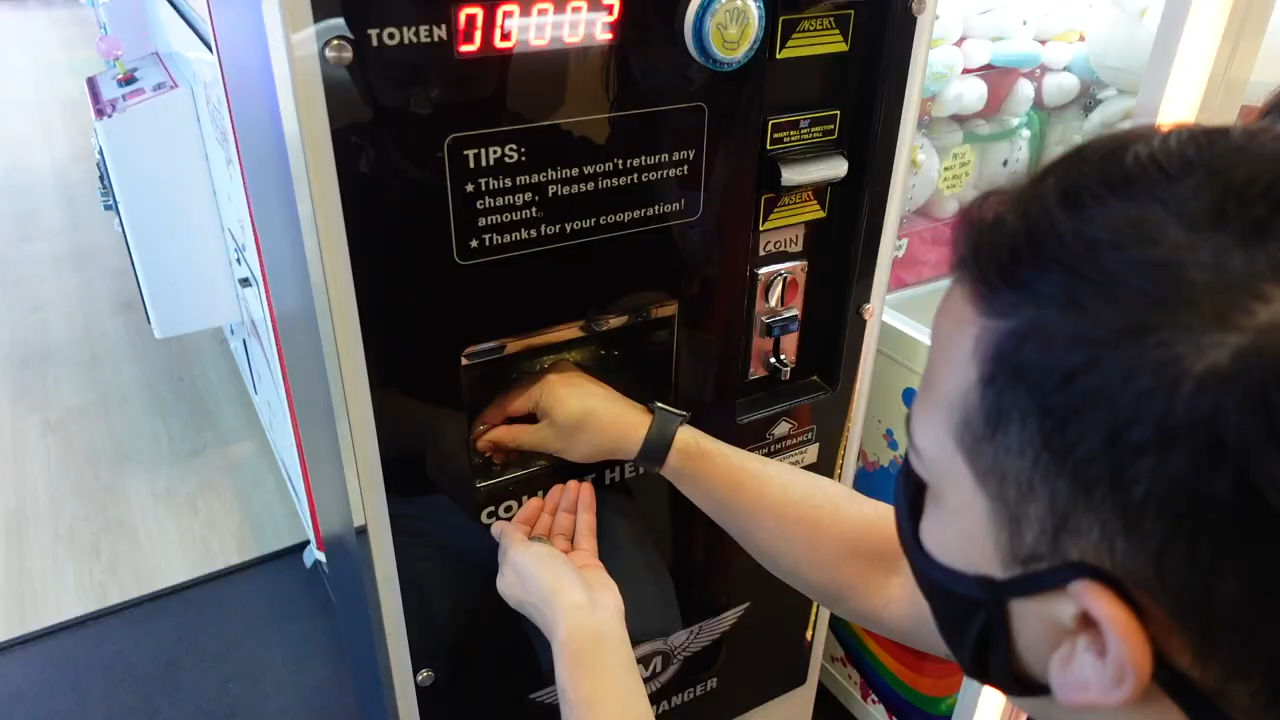 TOKEN 00002
INSERT
INSERT BILL ANY DIRECTION
DO NOT FOLD BILL
TIPS:
★This machine won't return any
change，Please insert correct
amount。
★Thanks for your cooperation!
INSERT
COIN
COIN ENTRANCE